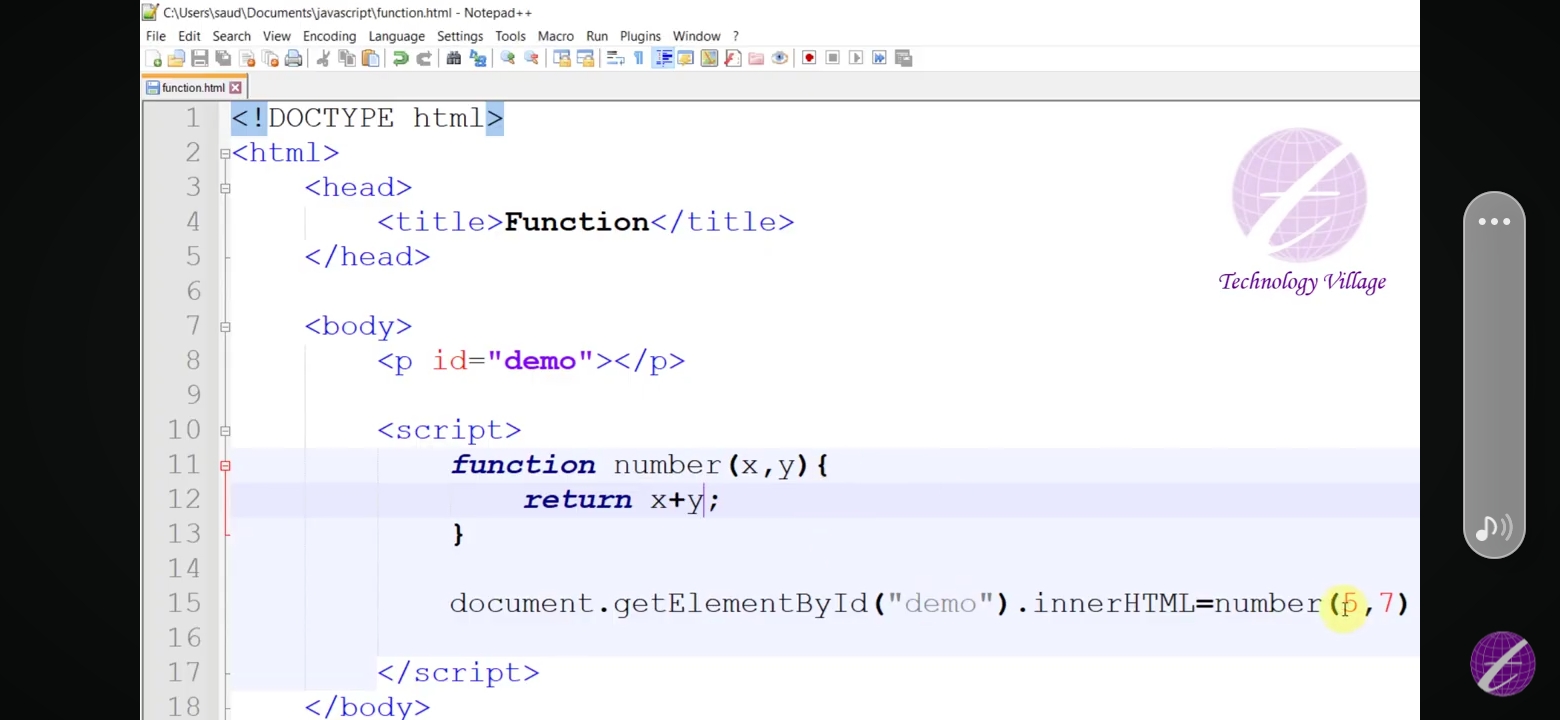 C:\Users\saud\Documents\javascript\function.html - Notepad++
File Edit Search View Encoding Language Settings Tools Macro Run Plugins Window ?
function.html
1 <!DOCTYPE html>
2 <html>
3 <head>
4 <title>Function</title>
5 </head>
6
7 <body>
8 <p id="demo"></p>
9
10 <script>
11 function number(x,y){
12 return x+y;
13 }
14
15 document.getElementById("demo").innerHTML=number(5,7)
16
17 </script>
18 </body>
Technology Village